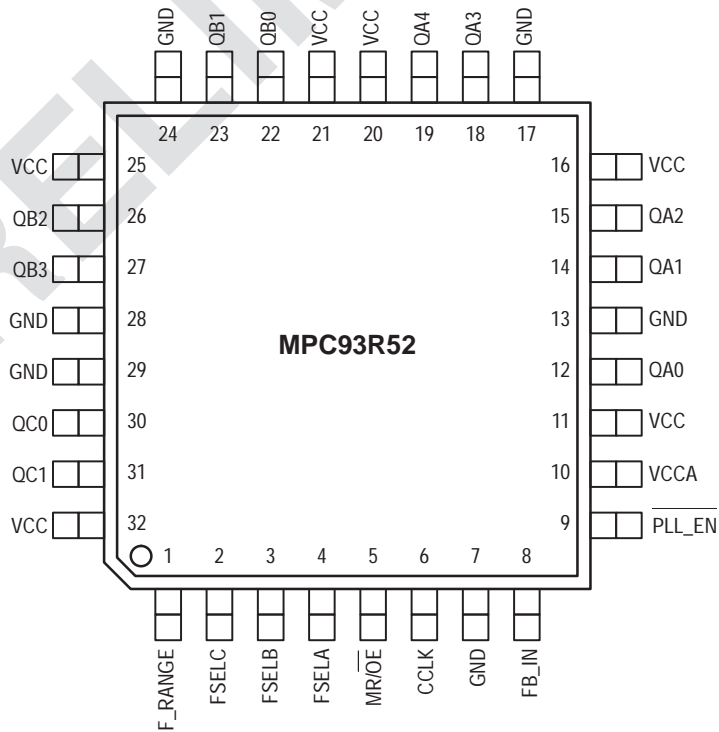 GND QB1 QB0 VCC VCC QA4 QA3 GND
24 23 22 21 20 19 18 17
VCC 25 16 VCC
QB2 26 15 QA2
QB3 27 14 QA1
GND 28 13 GND
MPC93R52
GND 29 12 QA0
QC0 30 11 VCC
QC1 31 10 VCCA
VCC 32 9 P̅L̅L̅_̅E̅N̅
1 2 3 4 5 6 7 8
F_RANGE FSELC FSELB FSELA MR/O̅E̅ CCLK GND FB_IN